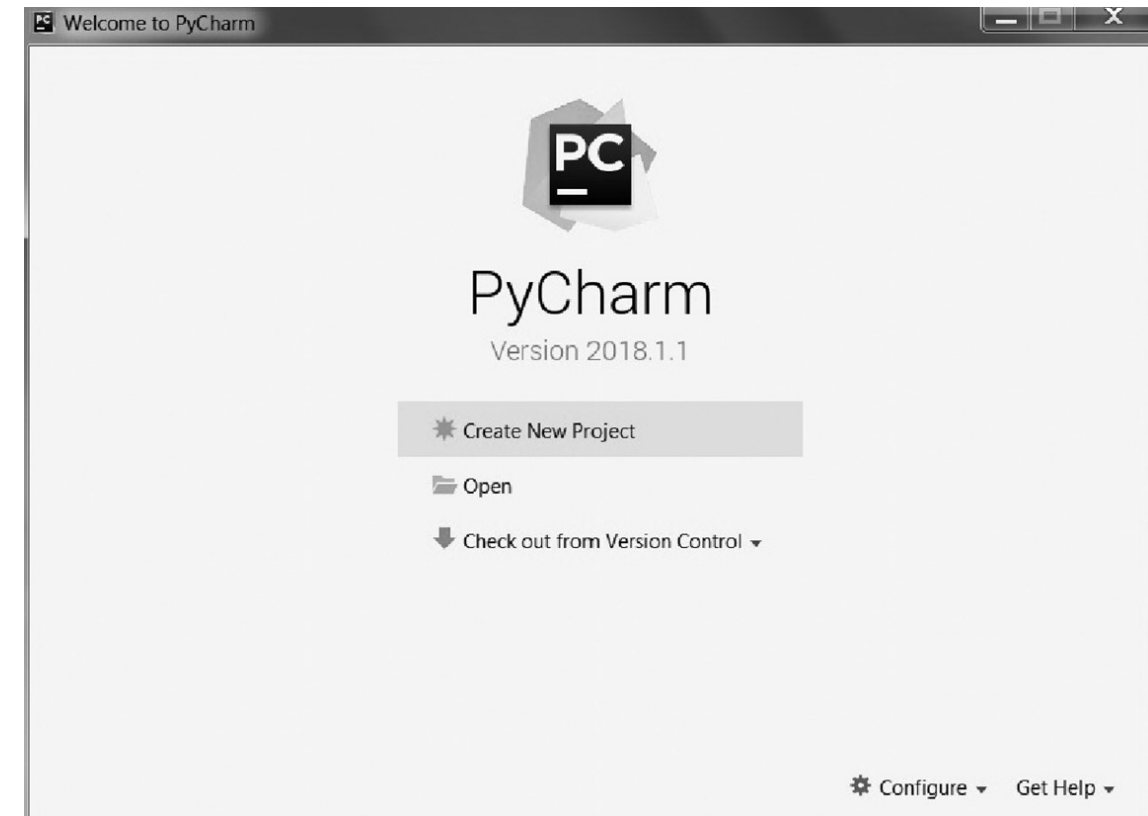 Welcome to PyCharm
PC
PyCharm
Version 2018.1.1
Create New Project
Open
Check out from Version Control
Configure
Get Help